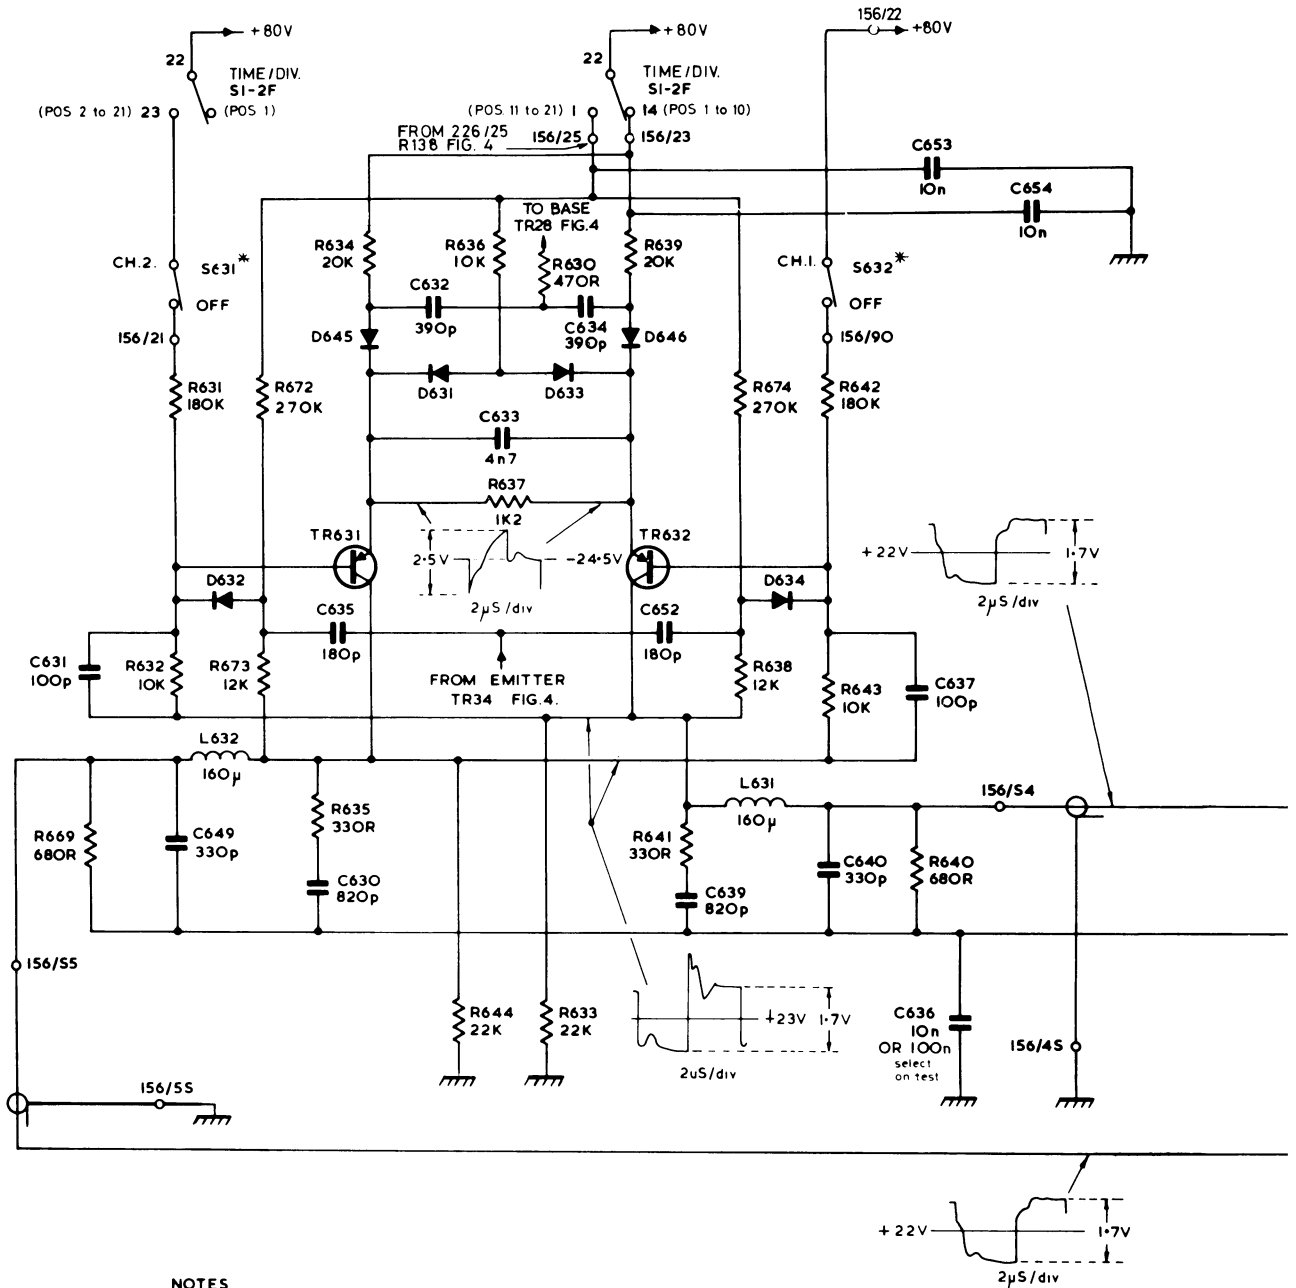 156/22
+80V
+80V
+80V
22
TIME/DIV.
S1-2F
22
TIME/DIV.
S1-2F
(POS 2 to 21) 23
(POS 1)
(POS 11 to 21) 1
14 (POS 1 to 10)
FROM 226/25
R138 FIG. 4
156/25
156/23
C653
10n
C654
10n
TO BASE
TR28 FIG.4
R634
20K
R636
10K
R630
470R
R639
20K
CH.2.
S631*
OFF
CH.1.
S632*
OFF
C632
390p
C634
390p
156/21
D645
D646
156/90
R631
180K
R672
270K
D631
D633
R674
270K
R642
180K
C633
4n7
R637
1K2
TR631
TR632
2·5V
-24·5V
2µS/div
+22V
1·7V
2µS/div
D632
D634
C635
180p
C652
180p
C631
100p
R632
10K
R673
12K
FROM EMITTER
TR34 FIG.4.
R638
12K
R643
10K
C637
100p
L632
160µ
L631
160µ
156/S4
R669
680R
C649
330p
R635
330R
C630
820p
R641
330R
C639
820p
C640
330p
R640
680R
156/S5
R644
22K
R633
22K
+23V
1·7V
2uS/div
C636
10n
OR 100n
select
on test
156/4S
156/5S
+22V
1·7V
2µS/div
NOTES